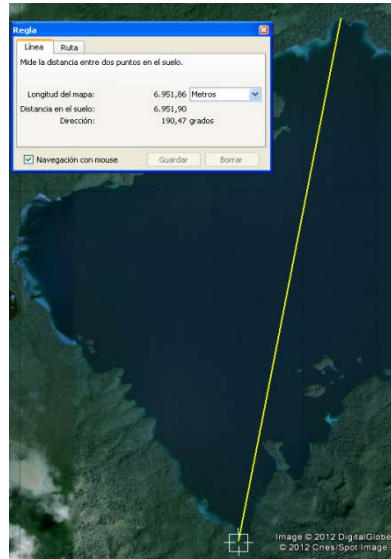 Regla
Línea Ruta
Mide la distancia entre dos puntos en el suelo.
Longitud del mapa: 6.951,86 Metros
Distancia en el suelo: 6.951,90
Dirección: 190,47 grados
Navegación con mouse Guardar Borrar
Image © 2012 DigitalGlobe
© 2012 Cnes/Spot Image